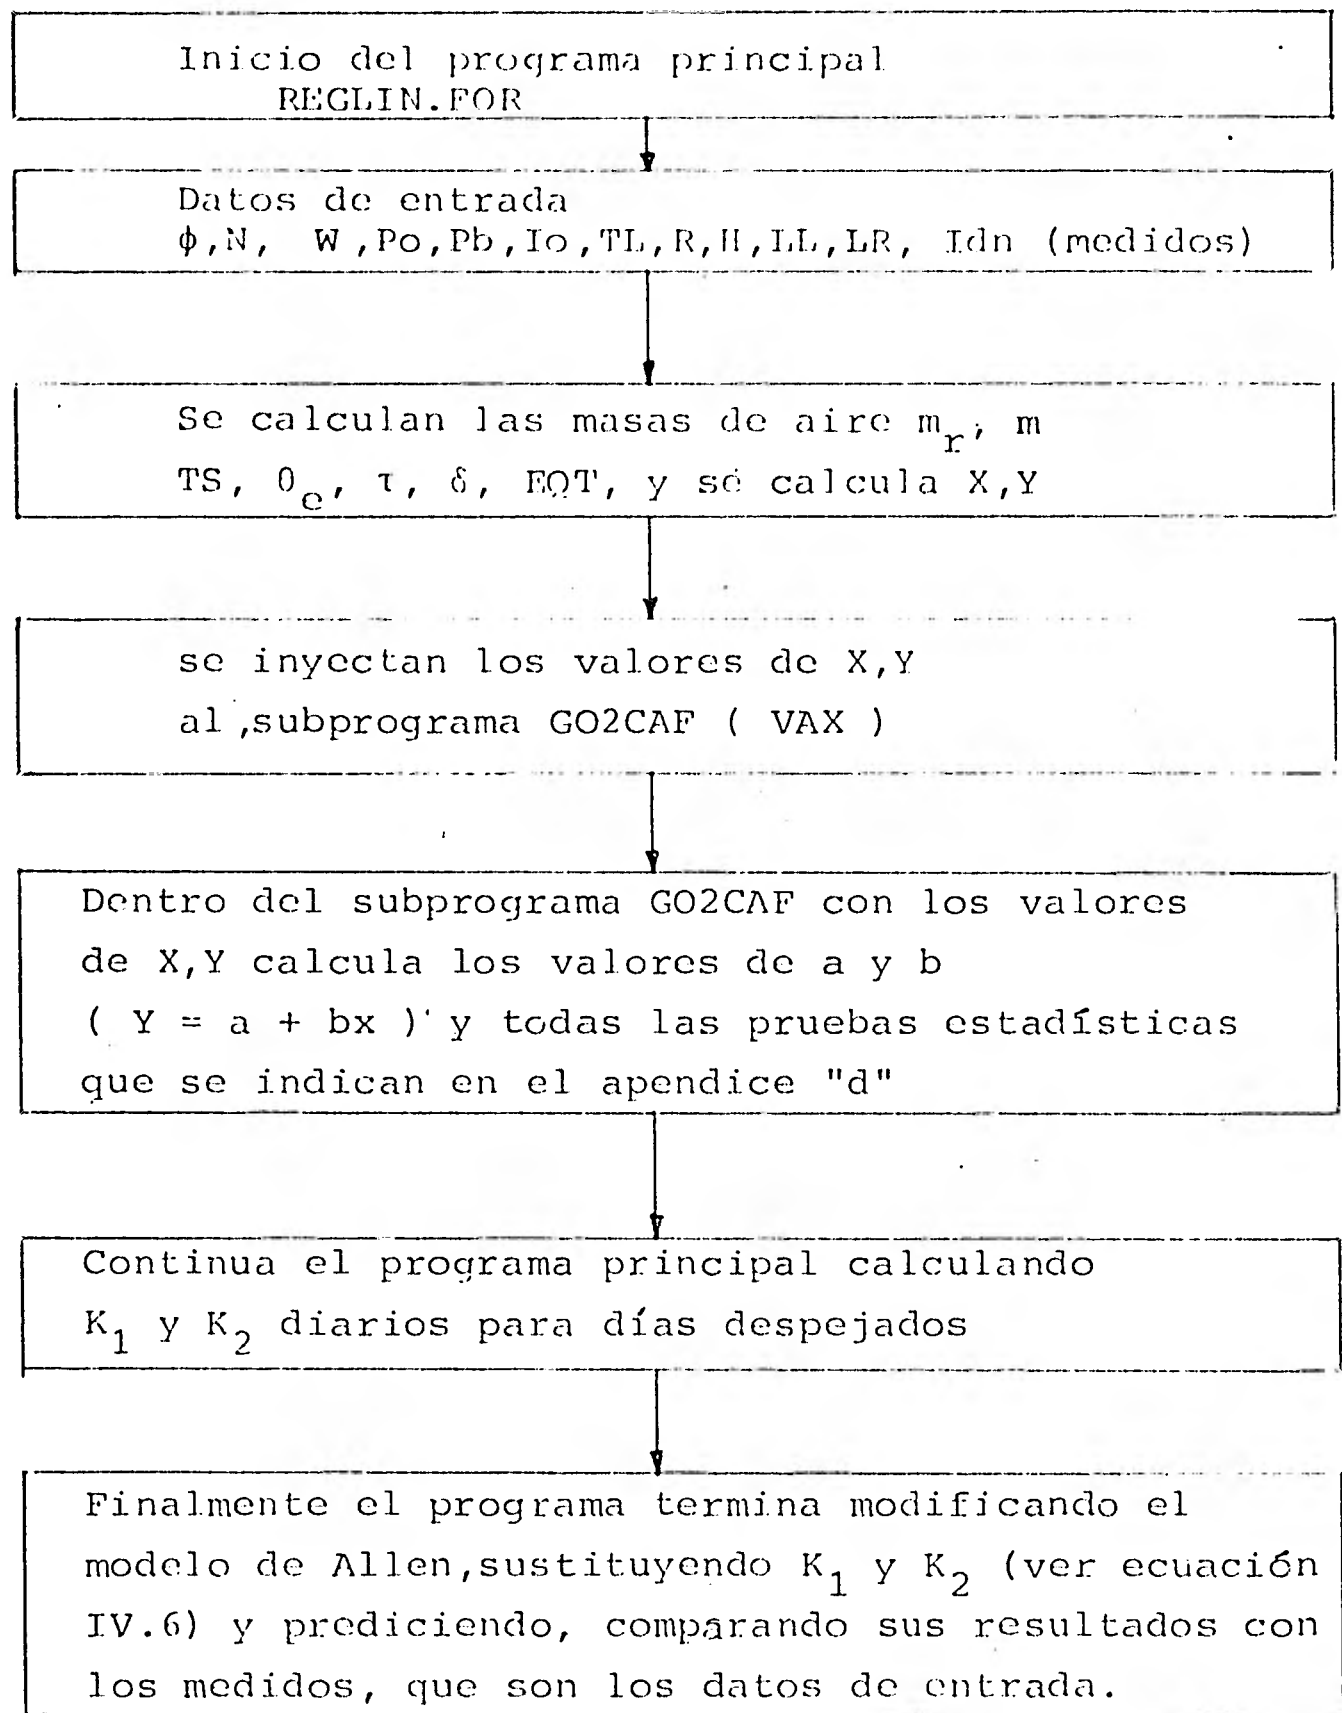 Inicio del programa principal
REGLIN.FOR
Datos de entrada
ϕ,N, W ,Po,Pb,Io,TL,R,H,LL,LR, Idn (medidos)
Se calculan las masas de aire m_r, m
TS, θ_c, τ, δ, EQT, y se calcula X,Y
se inyectan los valores de X,Y
al ,subprograma GO2CAF ( VAX )
Dentro del subprograma GO2CAF con los valores
de X,Y calcula los valores de a y b
( Y = a + bx ) y todas las pruebas estadísticas
que se indican en el apendice "d"
Continua el programa principal calculando
K₁ y K₂ diarios para días despejados
Finalmente el programa termina modificando el
modelo de Allen,sustituyendo K₁ y K₂ (ver ecuación
IV.6) y prediciendo, comparando sus resultados con
los medidos, que son los datos de entrada.